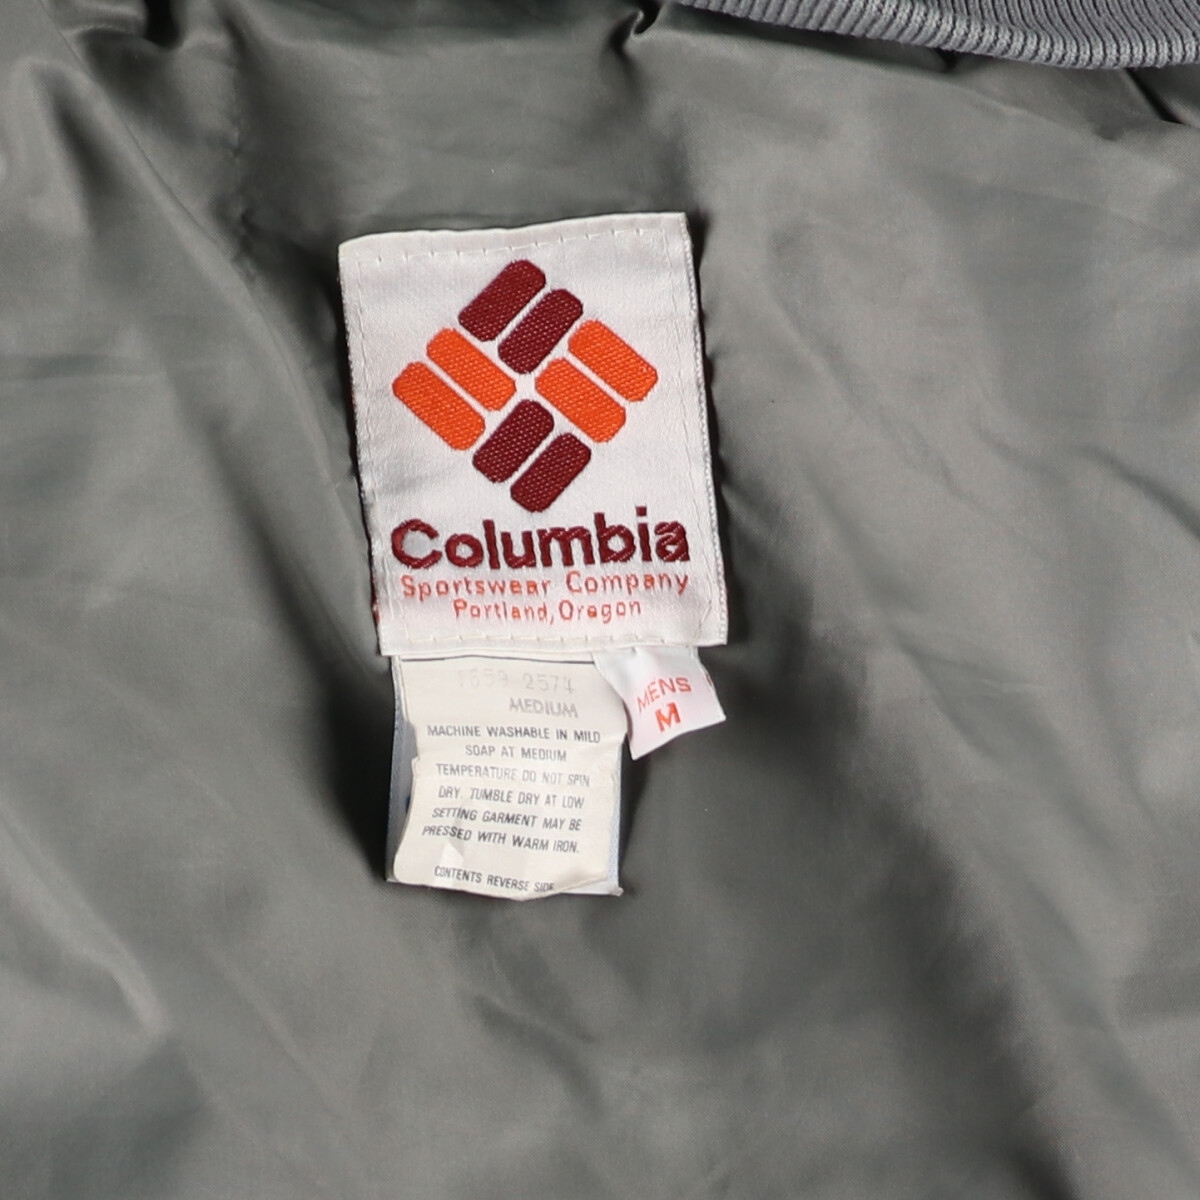 Columbia
Sportswear Company
Portland, Oregon
MENS
M
2574
MEDIUM
MACHINE WASHABLE IN MILD
SOAP AT MEDIUM
TEMPERATURE DO NOT SPIN
DRY. TUMBLE DRY AT LOW
SETTING GARMENT MAY BE
PRESSED WITH WARM IRON.
CONTENTS REVERSE SIDE